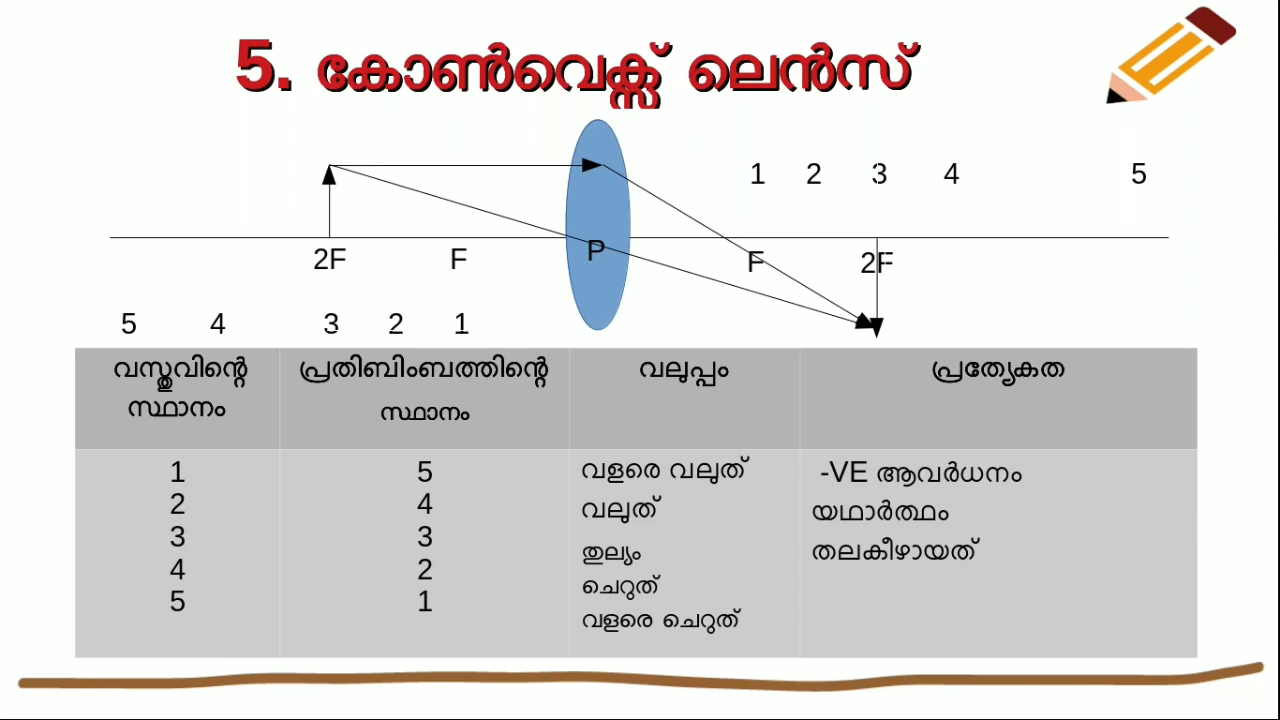 5. കോൺവെക്സ് ലെൻസ്
1 2 3 4 5
P
2F F F 2F
5 4 3 2 1
വസ്തുവിന്റെ സ്ഥാനം
പ്രതിബിംബത്തിന്റെ സ്ഥാനം
വലുപ്പം
പ്രത്യേകത
1 5 വളരെ വലുത് -VE ആവർധനം
2 4 വലുത് യഥാർത്ഥം
3 3 തുല്യം തലകീഴായത്
4 2 ചെറുത്
5 1 വളരെ ചെറുത്